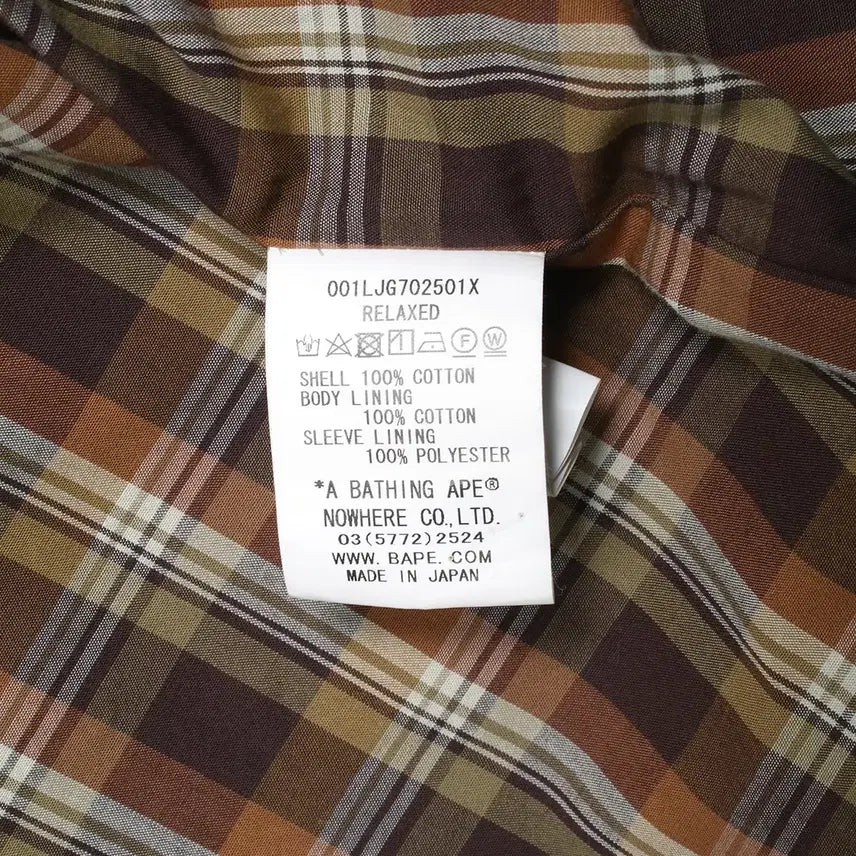 001LJG702501X
RELAXED
F W
SHELL 100% COTTON
BODY LINING
100% COTTON
SLEEVE LINING
100% POLYESTER
*A BATHING APE®
NOWHERE CO.,LTD.
03(5772)2524
WWW.BAPE.COM
MADE IN JAPAN